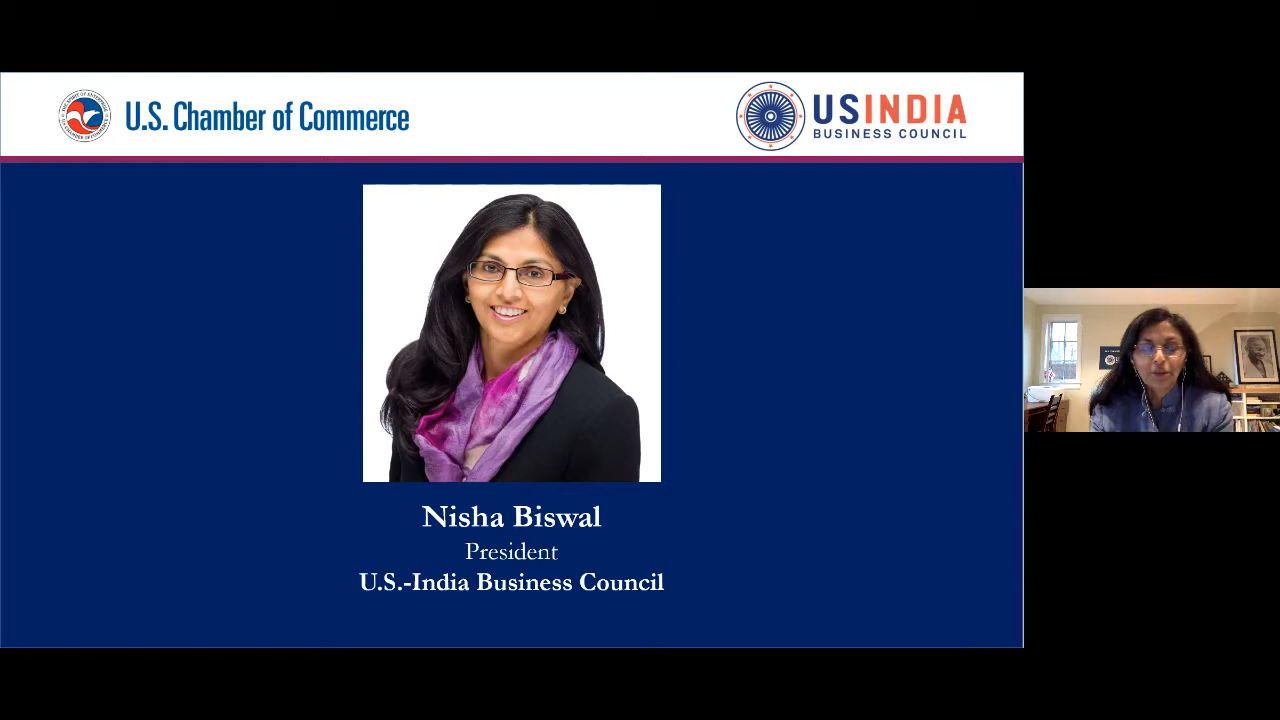 U.S. Chamber of Commerce
USINDIA
BUSINESS COUNCIL
Nisha Biswal
President
U.S.-India Business Council